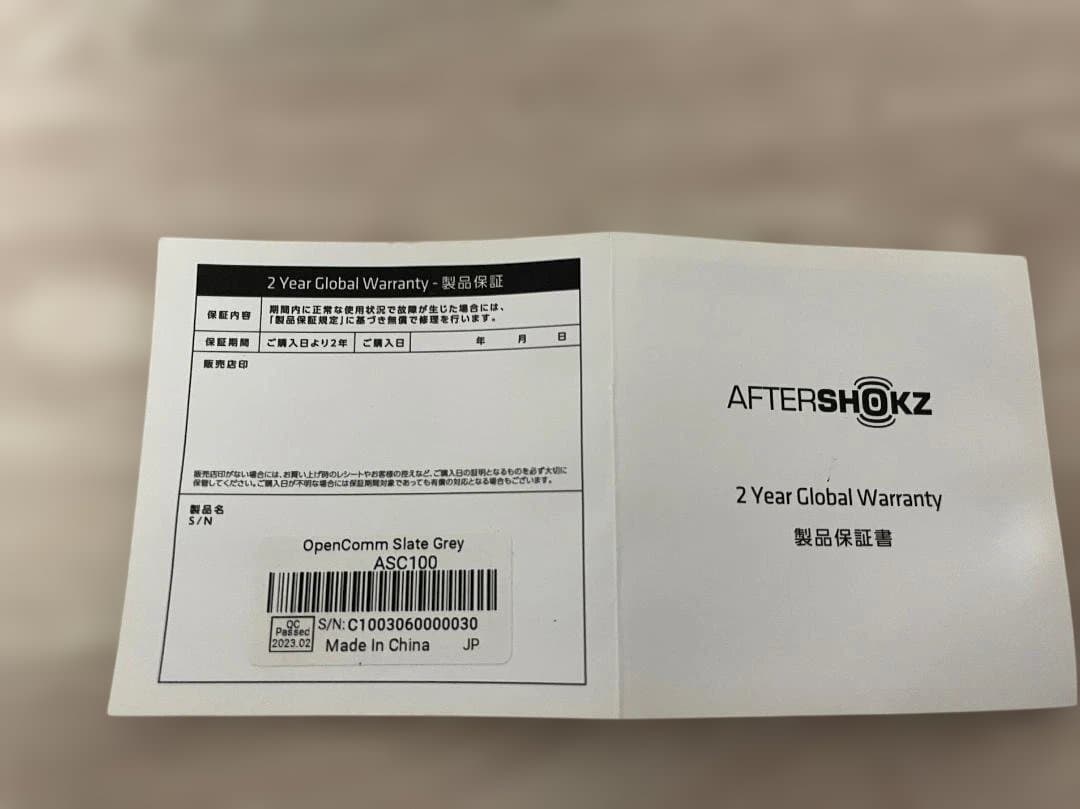 2 Year Global Warranty - 製品保証
保証内容
期間内に正常な使用状況で故障が生じた場合には、
「製品保証規定」に基づき無償で修理を行います。
保証期間 ご購入日より2年 ご購入日 年 月 日
販売店印
販売店印がない場合には、お買い上げ時のレシートやお客様の控えなど、ご購入日の証明となるものを必ず大切に
保管してください。ご購入日が不明な場合には保証期間対象であっても有償の対応となる場合もございます。
製品名
S/N
OpenComm Slate Grey
ASC100
QC
Passed
2023.02
S/N: C1003060000030
Made In China JP
AFTERSHOKZ
2 Year Global Warranty
製品保証書